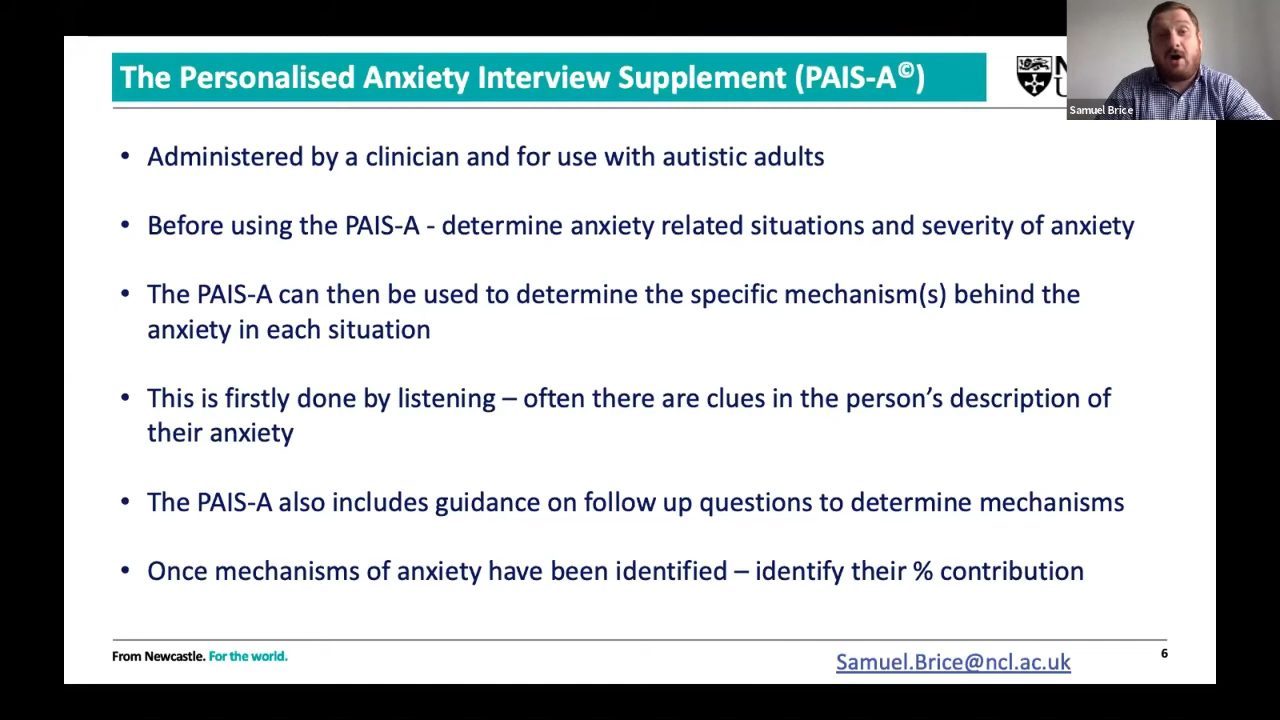 The Personalised Anxiety Interview Supplement (PAIS-A©)
Samuel Brice
• Administered by a clinician and for use with autistic adults
• Before using the PAIS-A - determine anxiety related situations and severity of anxiety
• The PAIS-A can then be used to determine the specific mechanism(s) behind the
anxiety in each situation
• This is firstly done by listening – often there are clues in the person's description of
their anxiety
• The PAIS-A also includes guidance on follow up questions to determine mechanisms
• Once mechanisms of anxiety have been identified – identify their % contribution
From Newcastle. For the world.
Samuel.Brice@ncl.ac.uk
6